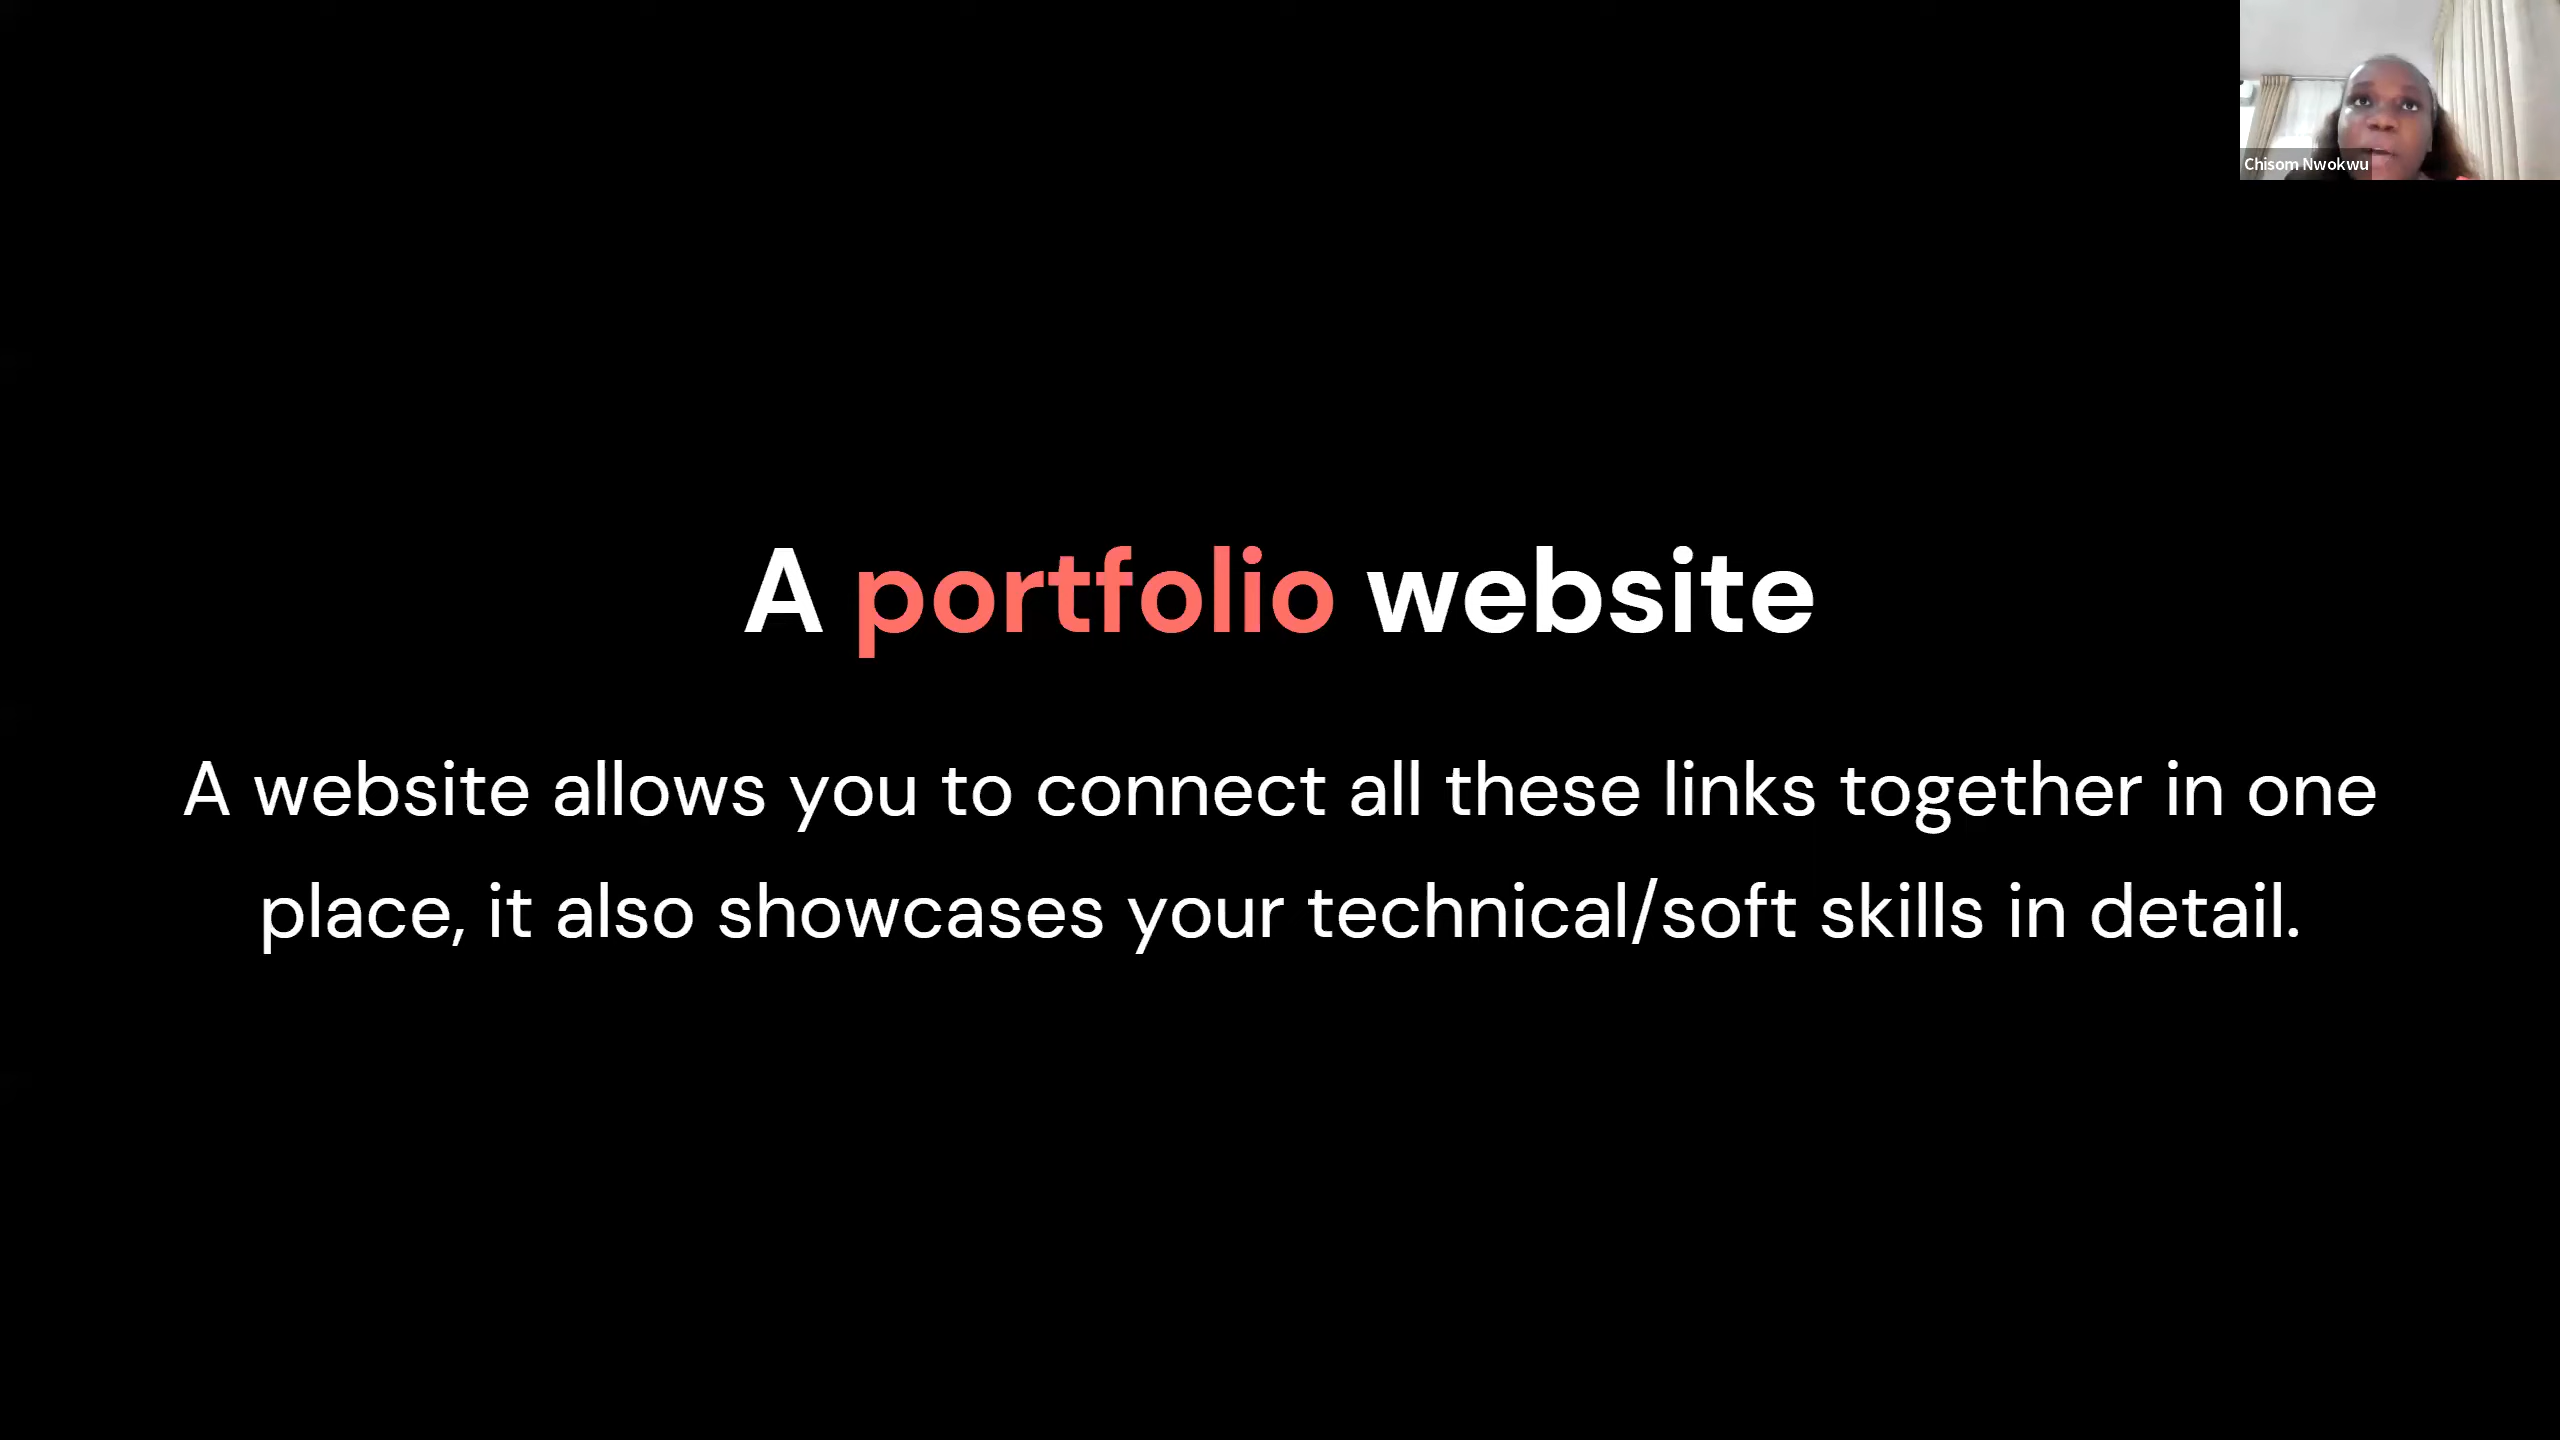 Chisom Nwokwu
A portfolio website
A website allows you to connect all these links together in one
place, it also showcases your technical/soft skills in detail.